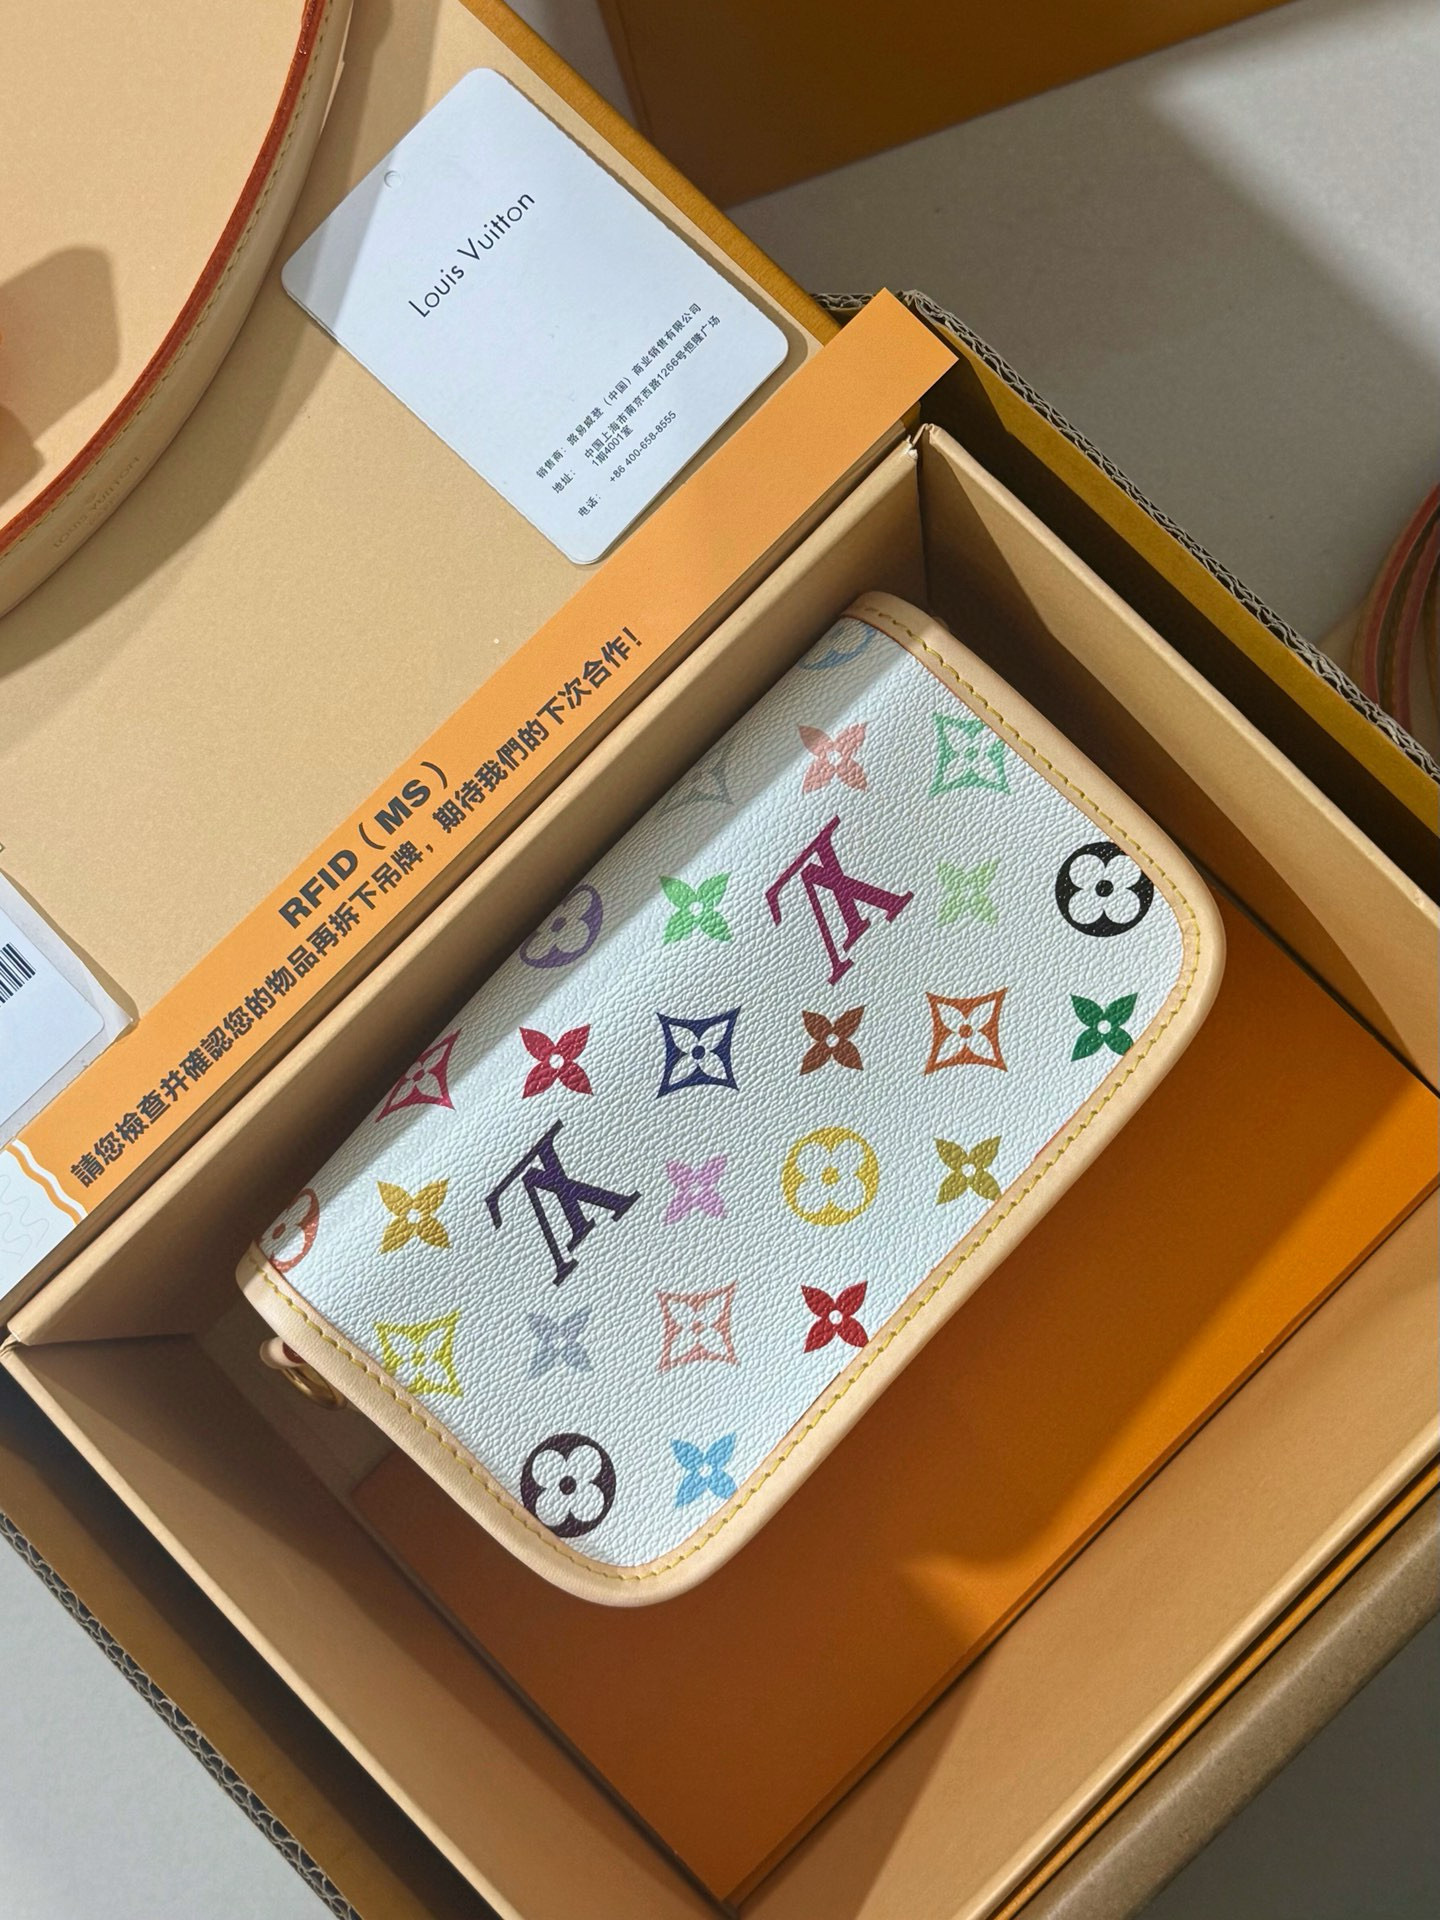 Louis Vuitton
销售商： 路易威登（中国）商业销售有限公司
地址： 中国上海市南京西路1266号恒隆广场
1期4001室
电话： +86 400-658-8555
LOUIS VUITTON
RFID（MS）
請您檢查并確認您的物品再拆下吊牌，期待我們的下次合作！